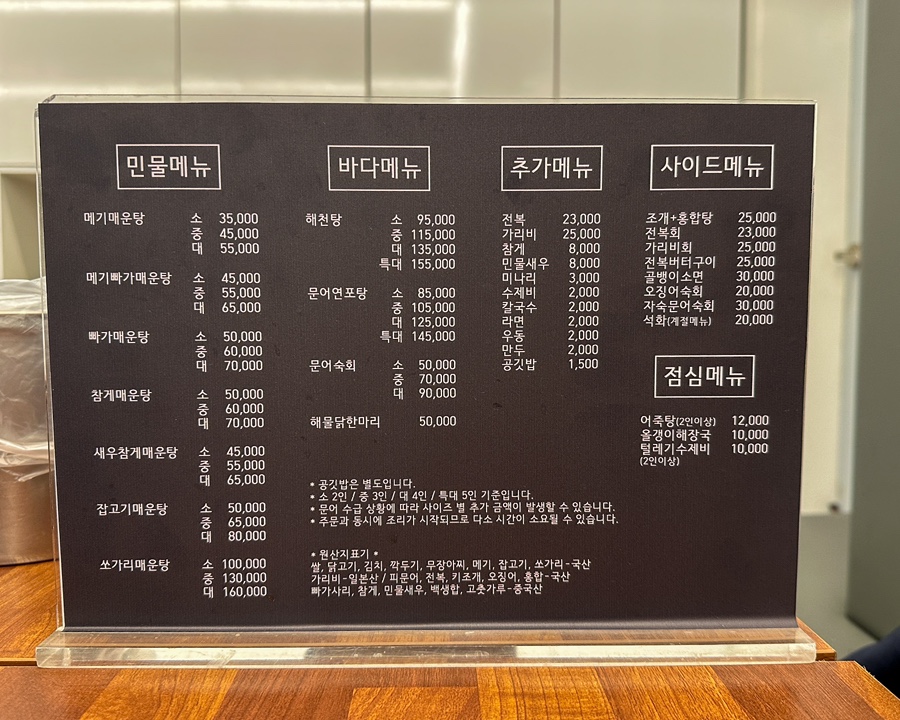 민물메뉴
메기매운탕 소 35,000
중 45,000
대 55,000
메기빠가매운탕 소 45,000
중 55,000
대 65,000
빠가매운탕 소 50,000
중 60,000
대 70,000
참게매운탕 소 50,000
중 60,000
대 70,000
새우참게매운탕 소 45,000
중 55,000
대 65,000
잡고기매운탕 소 50,000
중 65,000
대 80,000
쏘가리매운탕 소 100,000
중 130,000
대 160,000
바다메뉴
해천탕 소 95,000
중 115,000
대 135,000
특대 155,000
문어연포탕 소 85,000
중 105,000
대 125,000
특대 145,000
문어숙회 소 50,000
중 70,000
대 90,000
해물닭한마리 50,000
추가메뉴
전복 23,000
가리비 25,000
참게 8,000
민물새우 8,000
미나리 3,000
수제비 2,000
칼국수 2,000
라면 2,000
우동 2,000
만두 2,000
공깃밥 1,500
사이드메뉴
조개+홍합탕 25,000
전복회 23,000
가리비회 25,000
전복버터구이 25,000
골뱅이소면 30,000
오징어숙회 20,000
자숙문어숙회 30,000
석화(계절메뉴) 20,000
점심메뉴
어죽탕(2인이상) 12,000
올갱이해장국 10,000
털레기수제비 10,000
(2인이상)
* 공깃밥은 별도입니다.
* 소 2인 / 중 3인 / 대 4인 / 특대 5인 기준입니다.
* 문어 수급 상황에 따라 사이즈 별 추가 금액이 발생할 수 있습니다.
* 주문과 동시에 조리가 시작되므로 다소 시간이 소요될 수 있습니다.
* 원산지표기 *
쌀, 닭고기, 김치, 깍두기, 무장아찌, 메기, 잡고기, 쏘가리-국산
가리비-일본산 / 피문어, 전복, 키조개, 오징어, 홍합-국산
빠가사리, 참게, 민물새우, 백생합, 고춧가루-중국산